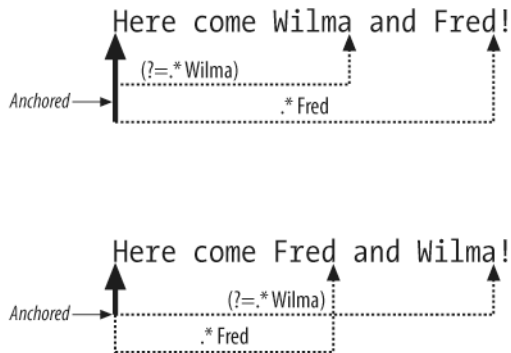 Here come Wilma and Fred!
(?=.* Wilma)
Anchored
.* Fred
Here come Fred and Wilma!
(?=.* Wilma)
Anchored
.* Fred